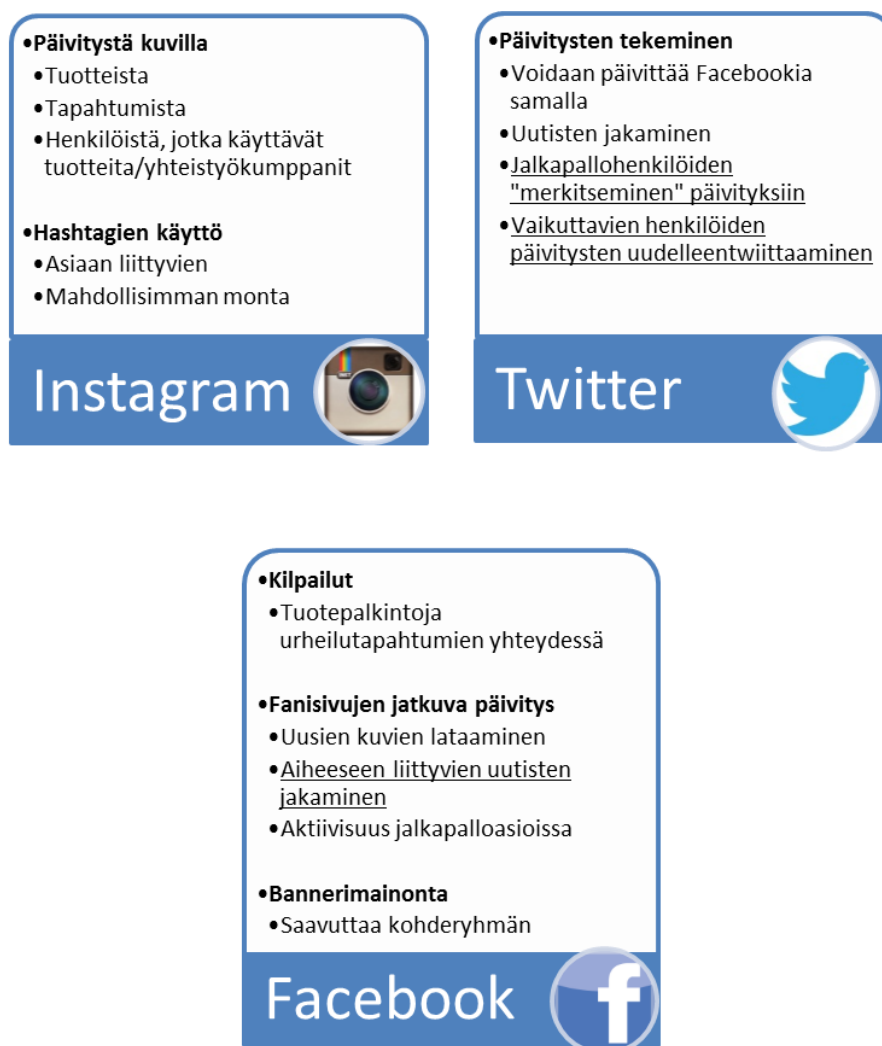 •Päivitystä kuvilla
•Tuotteista
•Tapahtumista
•Henkilöistä, jotka käyttävät
tuotteita/yhteistyökumppanit
•Hashtagien käyttö
•Asiaan liittyvien
•Mahdollisimman monta
Instagram
•Päivitysten tekeminen
•Voidaan päivittää Facebookia
samalla
•Uutisten jakaminen
•Jalkapallohenkilöiden
"merkitseminen" päivityksiin
•Vaikuttavien henkilöiden
päivitysten uudelleentwiittaaminen
Twitter
•Kilpailut
•Tuotepalkintoja
urheilutapahtumien yhteydessä
•Fanisivujen jatkuva päivitys
•Uusien kuvien lataaminen
•Aiheeseen liittyvien uutisten
jakaminen
•Aktiivisuus jalkapalloasioissa
•Bannerimainonta
•Saavuttaa kohderyhmän
Facebook
f